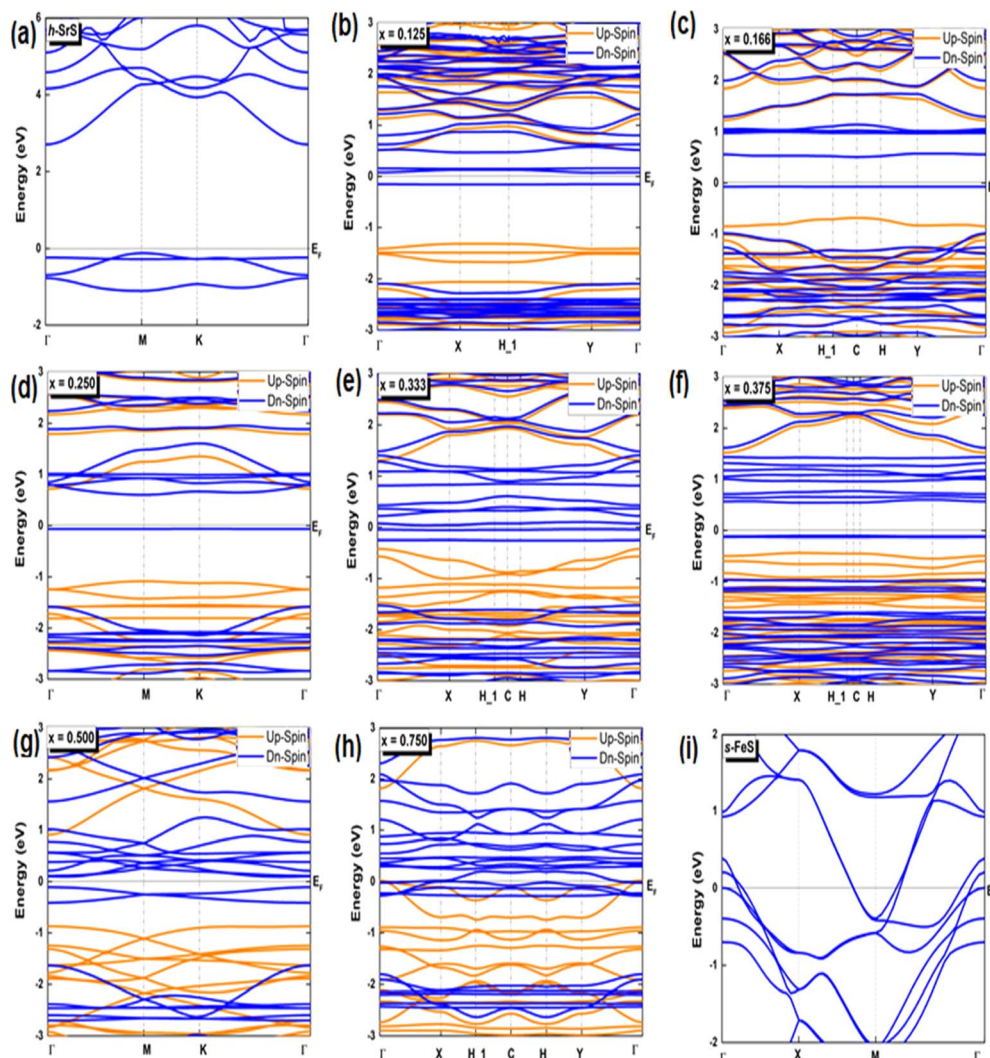 (a)
h-SrS
Energy (eV)
6
4
2
0
-2
E_F
Γ M K Γ
(b)
x = 0.125
Up-Spin
Dn-Spin
Energy (eV)
3
2
1
0
-1
-2
-3
E_F
Γ X H_1 Y Γ
(c)
x = 0.166
Up-Spin
Dn-Spin
Energy (eV)
3
2
1
0
-1
-2
-3
E
Γ X H_1 C H Y Γ
(d)
x = 0.250
Up-Spin
Dn-Spin
Energy (eV)
3
2
1
0
-1
-2
-3
E_F
Γ M K Γ
(e)
x = 0.333
Up-Spin
Dn-Spin
Energy (eV)
3
2
1
0
-1
-2
-3
E_F
Γ X H_1 C H Y Γ
(f)
x = 0.375
Up-Spin
Dn-Spin
Energy (eV)
3
2
1
0
-1
-2
-3
E
Γ X H_1 C H Y Γ
(g)
x = 0.500
Up-Spin
Dn-Spin
Energy (eV)
3
2
1
0
-1
-2
-3
E_F
Γ M K Γ
(h)
x = 0.750
Up-Spin
Dn-Spin
Energy (eV)
3
2
1
0
-1
-2
-3
E_F
Γ X H_1 C H Y Γ
(i)
s-FeS
Energy (eV)
2
1
0
-1
-2
E
Γ X M Γ